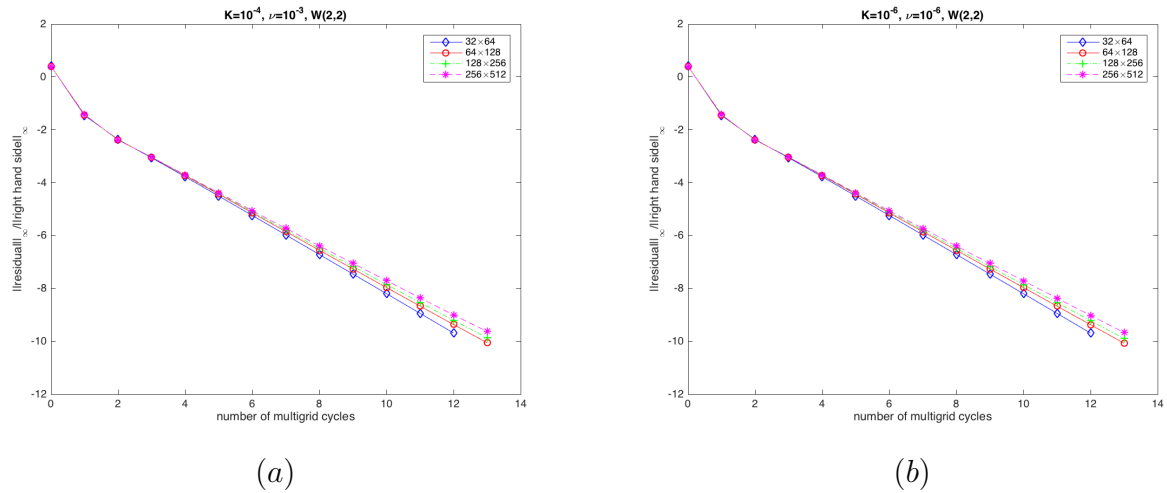 K=10^-4, ν=10^-3, W(2,2)
2
0
-2
-4
-6
-8
-10
-12
||residual||∞/||right hand side||∞
32×64
64×128
128×256
256×512
0 2 4 6 8 10 12 14
number of multigrid cycles
(a)
K=10^-6, ν=10^-6, W(2,2)
2
0
-2
-4
-6
-8
-10
-12
||residual||∞/||right hand side||∞
32×64
64×128
128×256
256×512
0 2 4 6 8 10 12 14
number of multigrid cycles
(b)